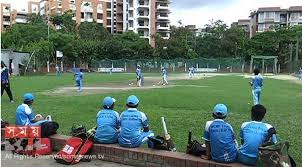 সময়
All Rights Reserved
somoynews.tv